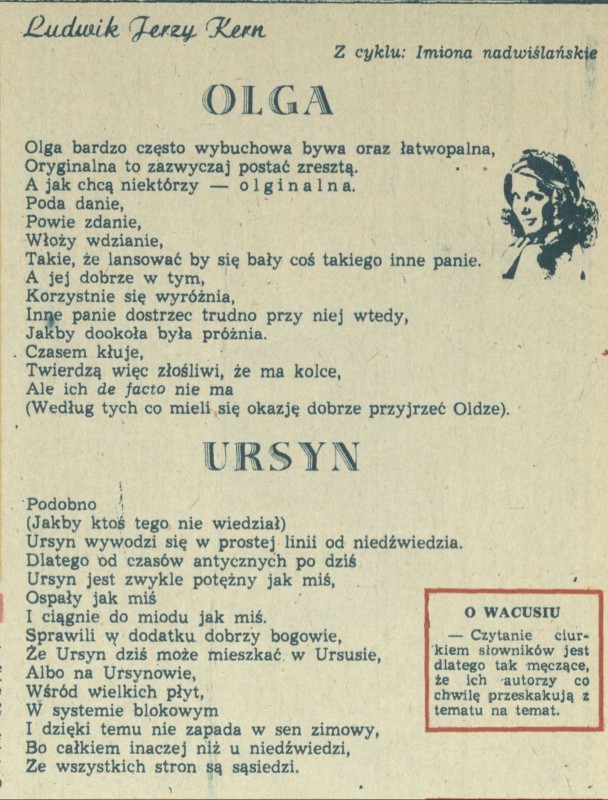 Ludwik Jerzy Kern
Z cyklu: Imiona nadwiślańskie
OLGA
Olga bardzo często wybuchowa bywa oraz łatwopalna,
Oryginalna to zazwyczaj postać zresztą.
A jak chcą niektórzy — olginalna.
Poda danie,
Powie zdanie,
Włoży wdzianie,
Takie, że lansować by się bały coś takiego inne panie.
A jej dobrze w tym,
Korzystnie się wyróżnia,
Inne panie dostrzec trudno przy niej wtedy,
Jakby dookoła była próżnia.
Czasem kłuje,
Twierdzą więc złośliwi, że ma kolce,
Ale ich de facto nie ma
(Według tych co mieli się okazję dobrze przyjrzeć Oldze).
URSYN
Podobno
(Jakby ktoś tego nie wiedział)
Ursyn wywodzi się w prostej linii od niedźwiedzia.
Dlatego od czasów antycznych po dziś
Ursyn jest zwykle potężny jak miś,
Ospały jak miś
I ciągnie do miodu jak miś.
Sprawili w dodatku dobrzy bogowie,
Że Ursyn dziś może mieszkać w Ursusie,
Albo na Ursynowie,
Wśród wielkich płyt,
W systemie blokowym
I dzięki temu nie zapada w sen zimowy,
Bo całkiem inaczej niż u niedźwiedzi,
Ze wszystkich stron są sąsiedzi.
O WACUSIU
— Czytanie ciur-
kiem słowników jest
dlatego tak męczące,
że ich autorzy co
chwilę przeskakują z
tematu na temat.